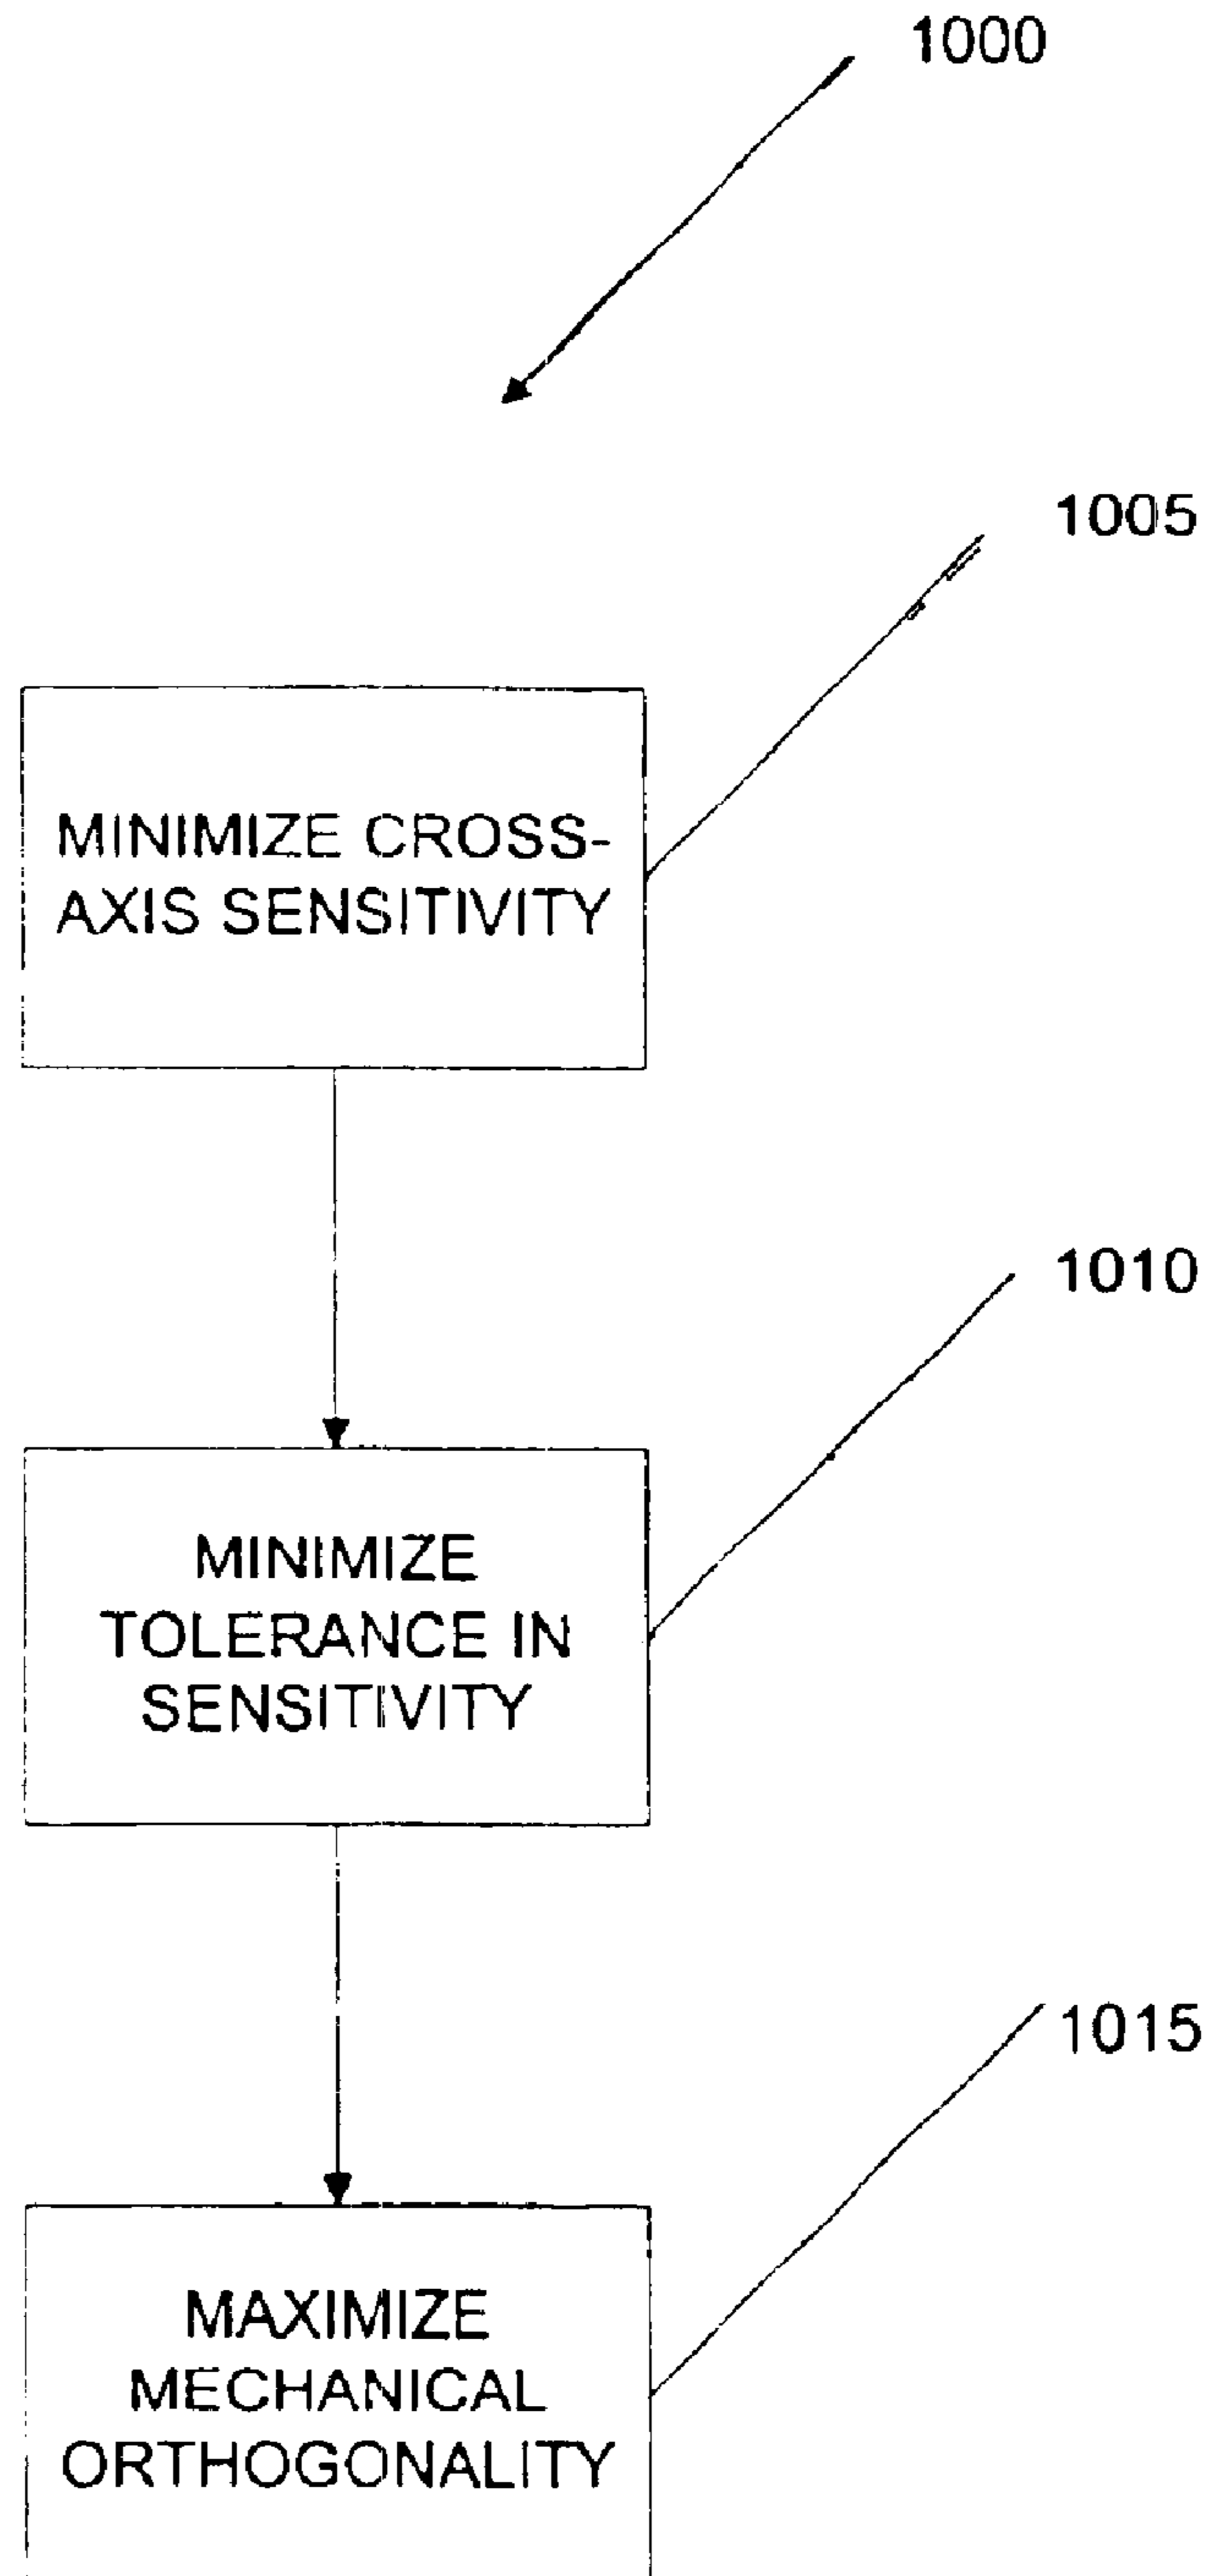 1000
1005
MINIMIZE CROSS-
AXIS SENSITIVITY
1010
MINIMIZE
TOLERANCE IN
SENSITIVITY
1015
MAXIMIZE
MECHANICAL
ORTHOGONALITY